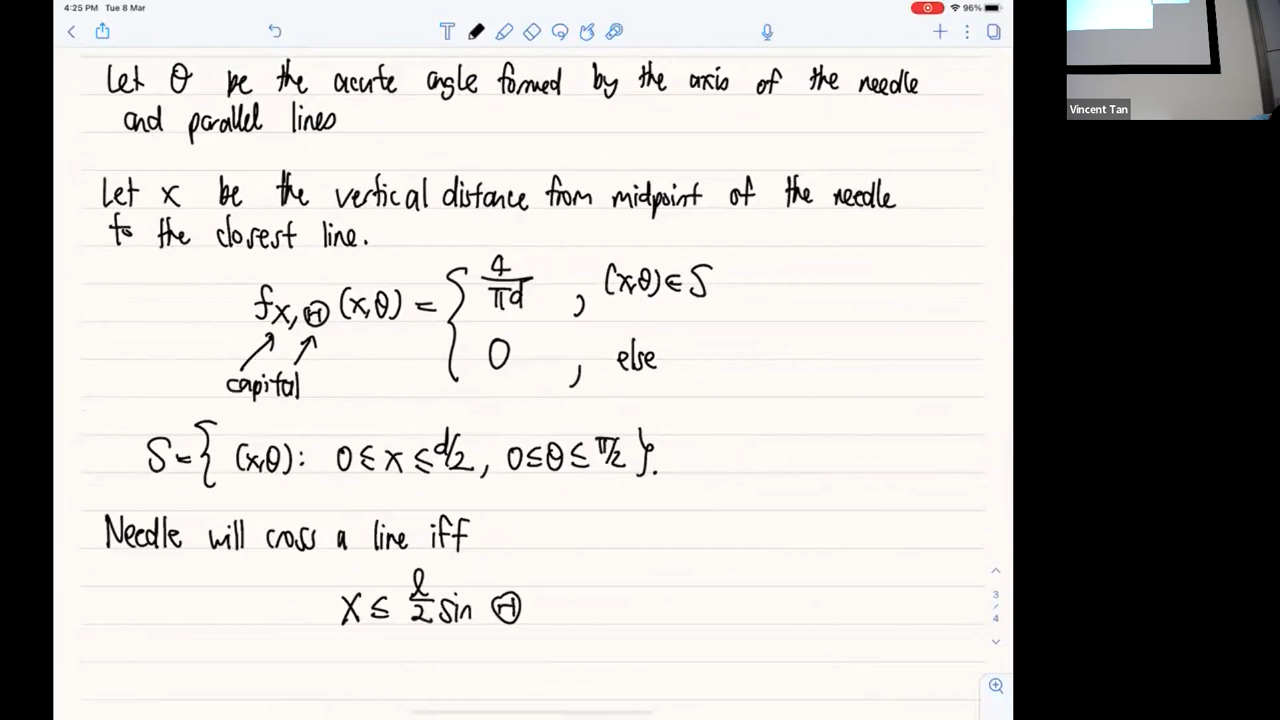 4:25 PM Tue 8 Mar
96%
Let θ be the acute angle formed by the axis of the needle
and parallel lines
Let x be the vertical distance from midpoint of the needle
to the closest line.
f_{X,Θ}(x,θ) = { 4/πd , (x,θ) ∈ S
0 , else
capital
S = { (x,θ): 0 ≤ x ≤ d/2, 0 ≤ θ ≤ π/2 }.
Needle will cross a line iff
X ≤ ℓ/2 sin Θ
3
/
4
Vincent Tan